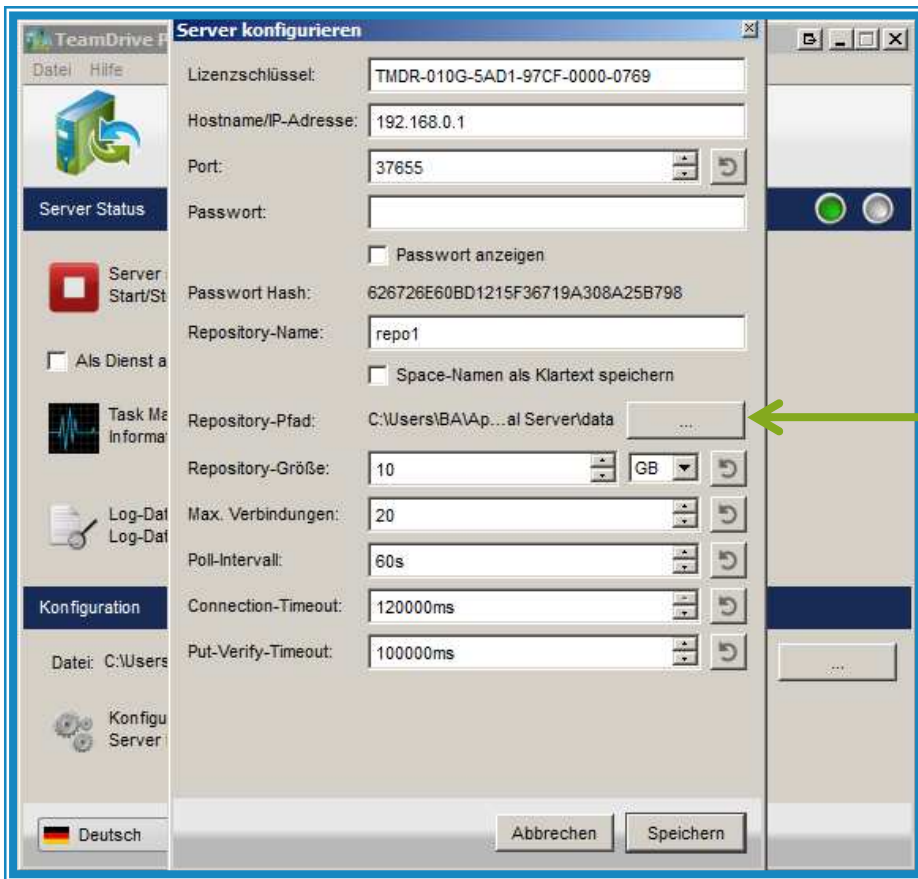 TeamDrive P
Server konfigurieren
Datei Hilfe
Lizenzschlüssel: TMDR-010G-5AD1-97CF-0000-0769
Hostname/IP-Adresse: 192.168.0.1
Port: 37655
Server Status
Passwort:
Passwort anzeigen
Server
Start/St
Passwort Hash: 626726E60BD1215F36719A308A25B798
Repository-Name: repo1
Als Dienst a
Space-Namen als Klartext speichern
Task Ma
Informa
Repository-Pfad: C:\Users\BA\Ap...al Server\data ...
Repository-Größe: 10 GB
Log-Dat
Log-Dat
Max. Verbindungen: 20
Poll-Intervall: 60s
Konfiguration
Connection-Timeout: 120000ms
Put-Verify-Timeout: 100000ms
Datei: C:\Users
...
Konfigu
Server
Deutsch
Abbrechen Speichern